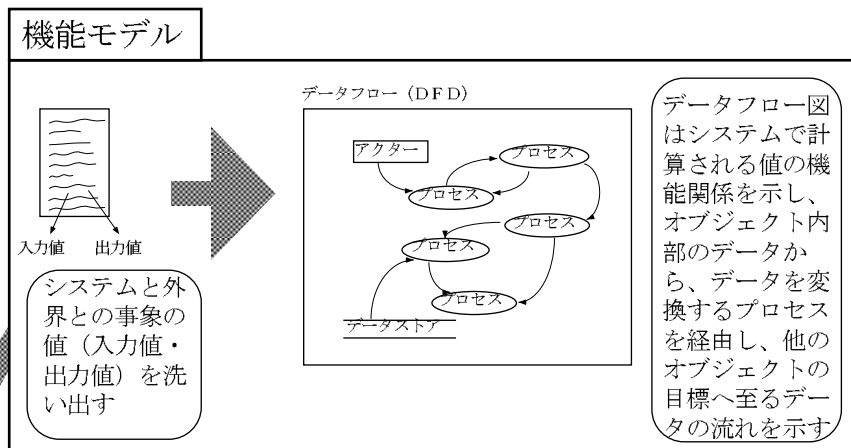 機能モデル
データフロー（ＤＦＤ）
アクター
プロセス
プロセス
プロセス
プロセス
プロセス
データストア
入力値
出力値
システムと外
界との事象の
値（入力値・
出力値）を洗
い出す
データフロー図
はシステムで計
算される値の機
能関係を示し、
オブジェクト内
部のデータか
ら、データを変
換するプロセス
を経由し、他の
オブジェクトの
目標へ至るデー
タの流れを示す